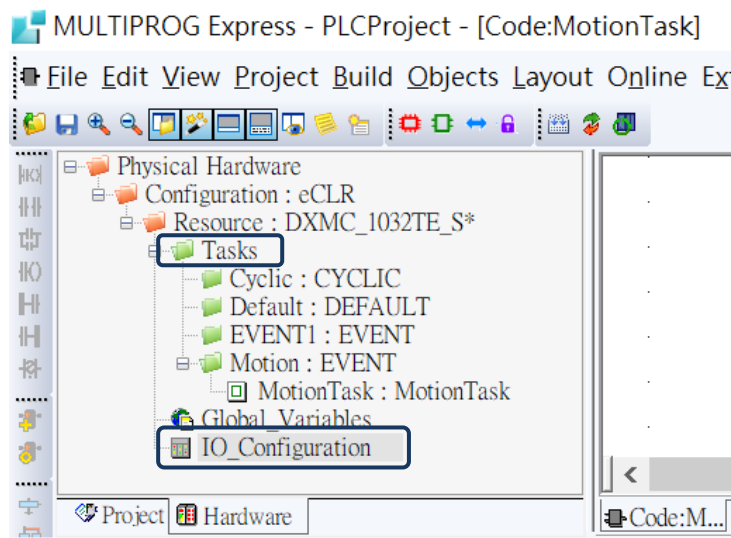 MULTIPROG Express - PLCProject - [Code:MotionTask]
File Edit View Project Build Objects Layout Online
Physical Hardware
Configuration : eCLR
Resource : DXMC_1032TE_S*
Tasks
Cyclic : CYCLIC
Default : DEFAULT
EVENT1 : EVENT
Motion : EVENT
MotionTask : MotionTask
Global_Variables
IO_Configuration
Project Hardware
Code:M...